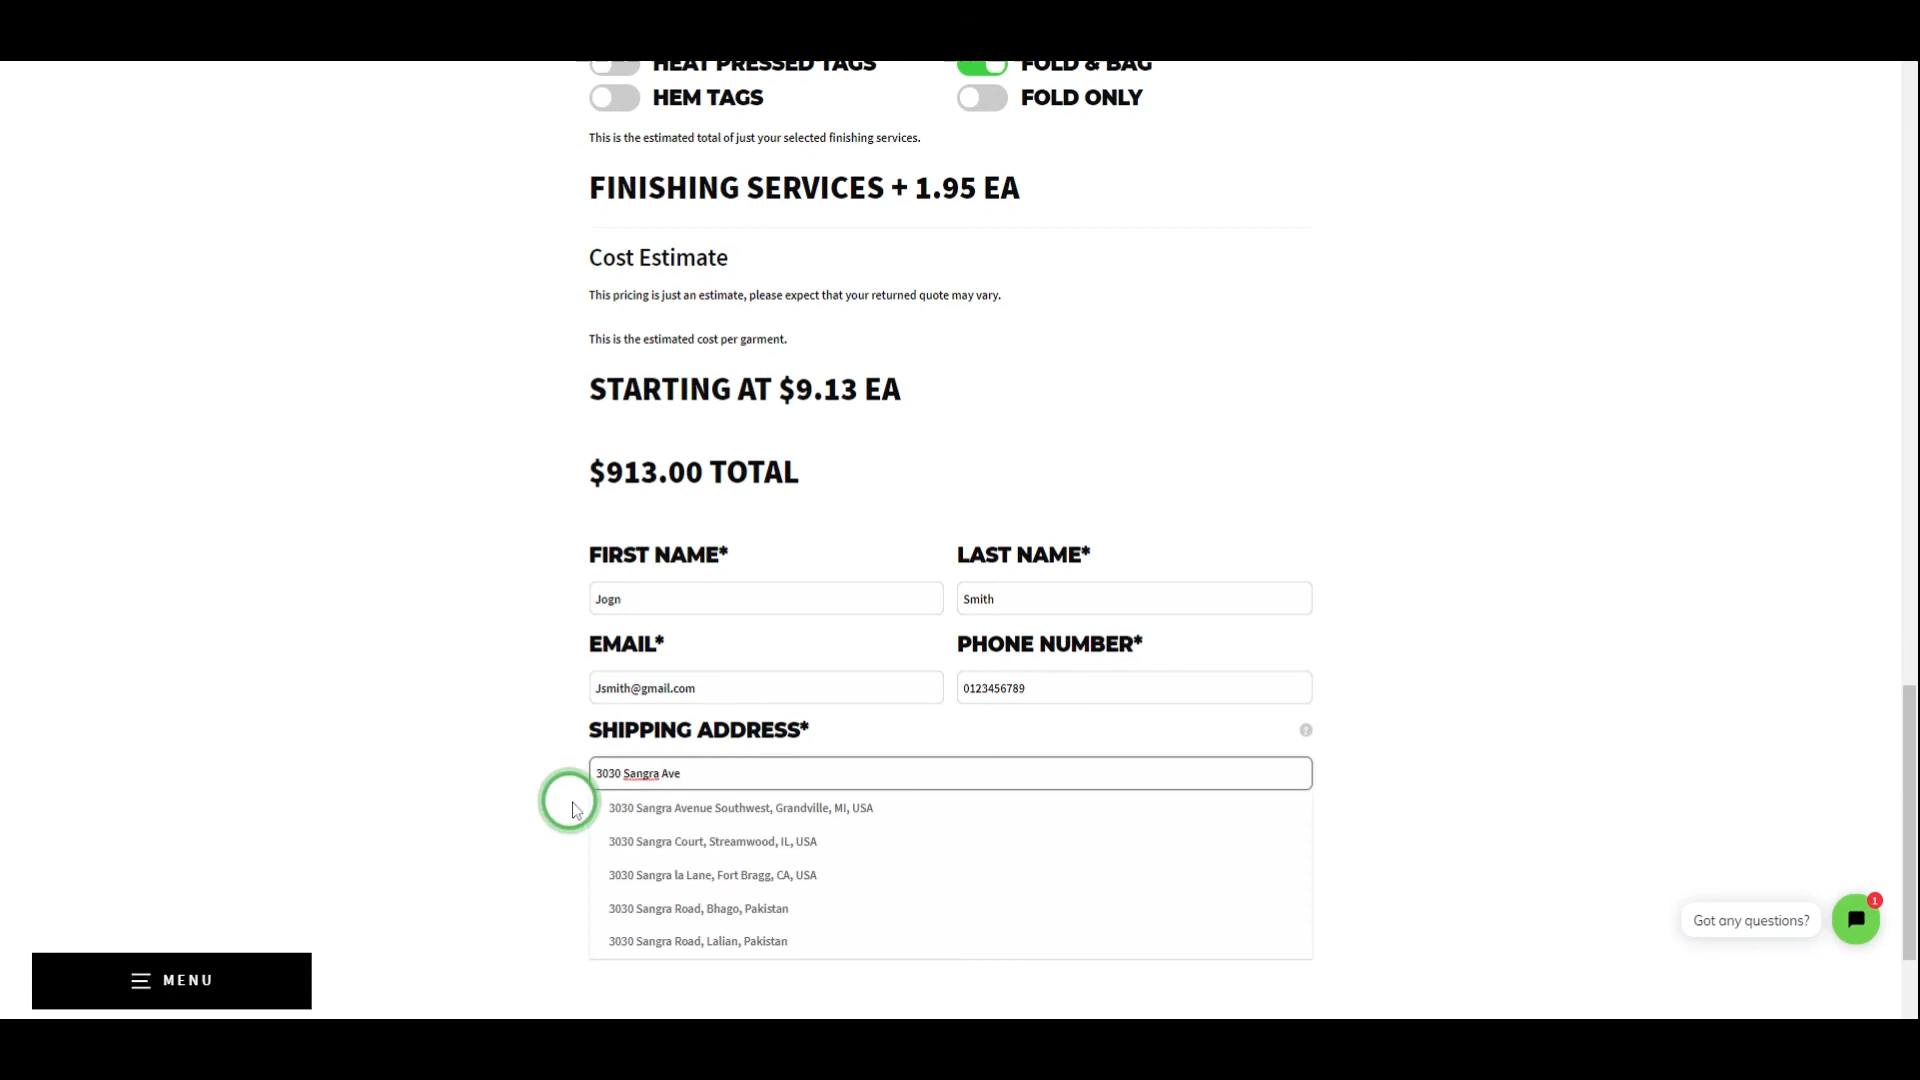 HEAT PRESSED TAGS
FOLD & BAG
HEM TAGS
FOLD ONLY
This is the estimated total of just your selected finishing services.
FINISHING SERVICES + 1.95 EA
Cost Estimate
This pricing is just an estimate, please expect that your returned quote may vary.
This is the estimated cost per garment.
STARTING AT $9.13 EA
$913.00 TOTAL
FIRST NAME*
LAST NAME*
Jogn
Smith
EMAIL*
PHONE NUMBER*
Jsmith@gmail.com
0123456789
SHIPPING ADDRESS*
?
3030 Sangra Ave
3030 Sangra Avenue Southwest, Grandville, MI, USA
3030 Sangra Court, Streamwood, IL, USA
3030 Sangra la Lane, Fort Bragg, CA, USA
3030 Sangra Road, Bhago, Pakistan
3030 Sangra Road, Lalian, Pakistan
Got any questions?
1
MENU